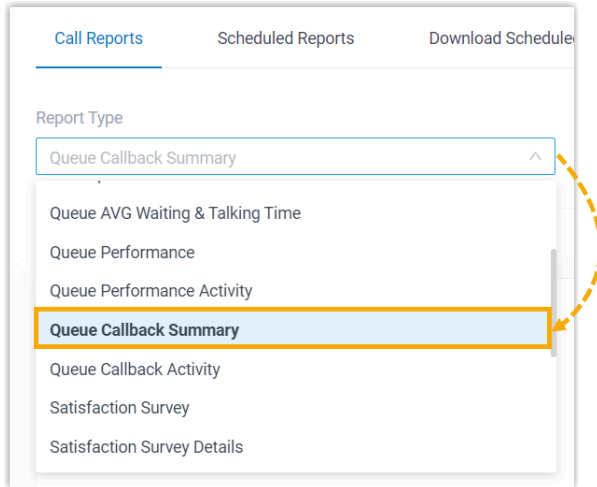 Call Reports Scheduled Reports Download Schedule
Report Type
Queue Callback Summary
Queue AVG Waiting & Talking Time
Queue Performance
Queue Performance Activity
Queue Callback Summary
Queue Callback Activity
Satisfaction Survey
Satisfaction Survey Details